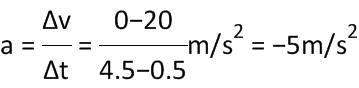 a = Δv/Δt = 0−20/4.5−0.5 m/s² = −5m/s²